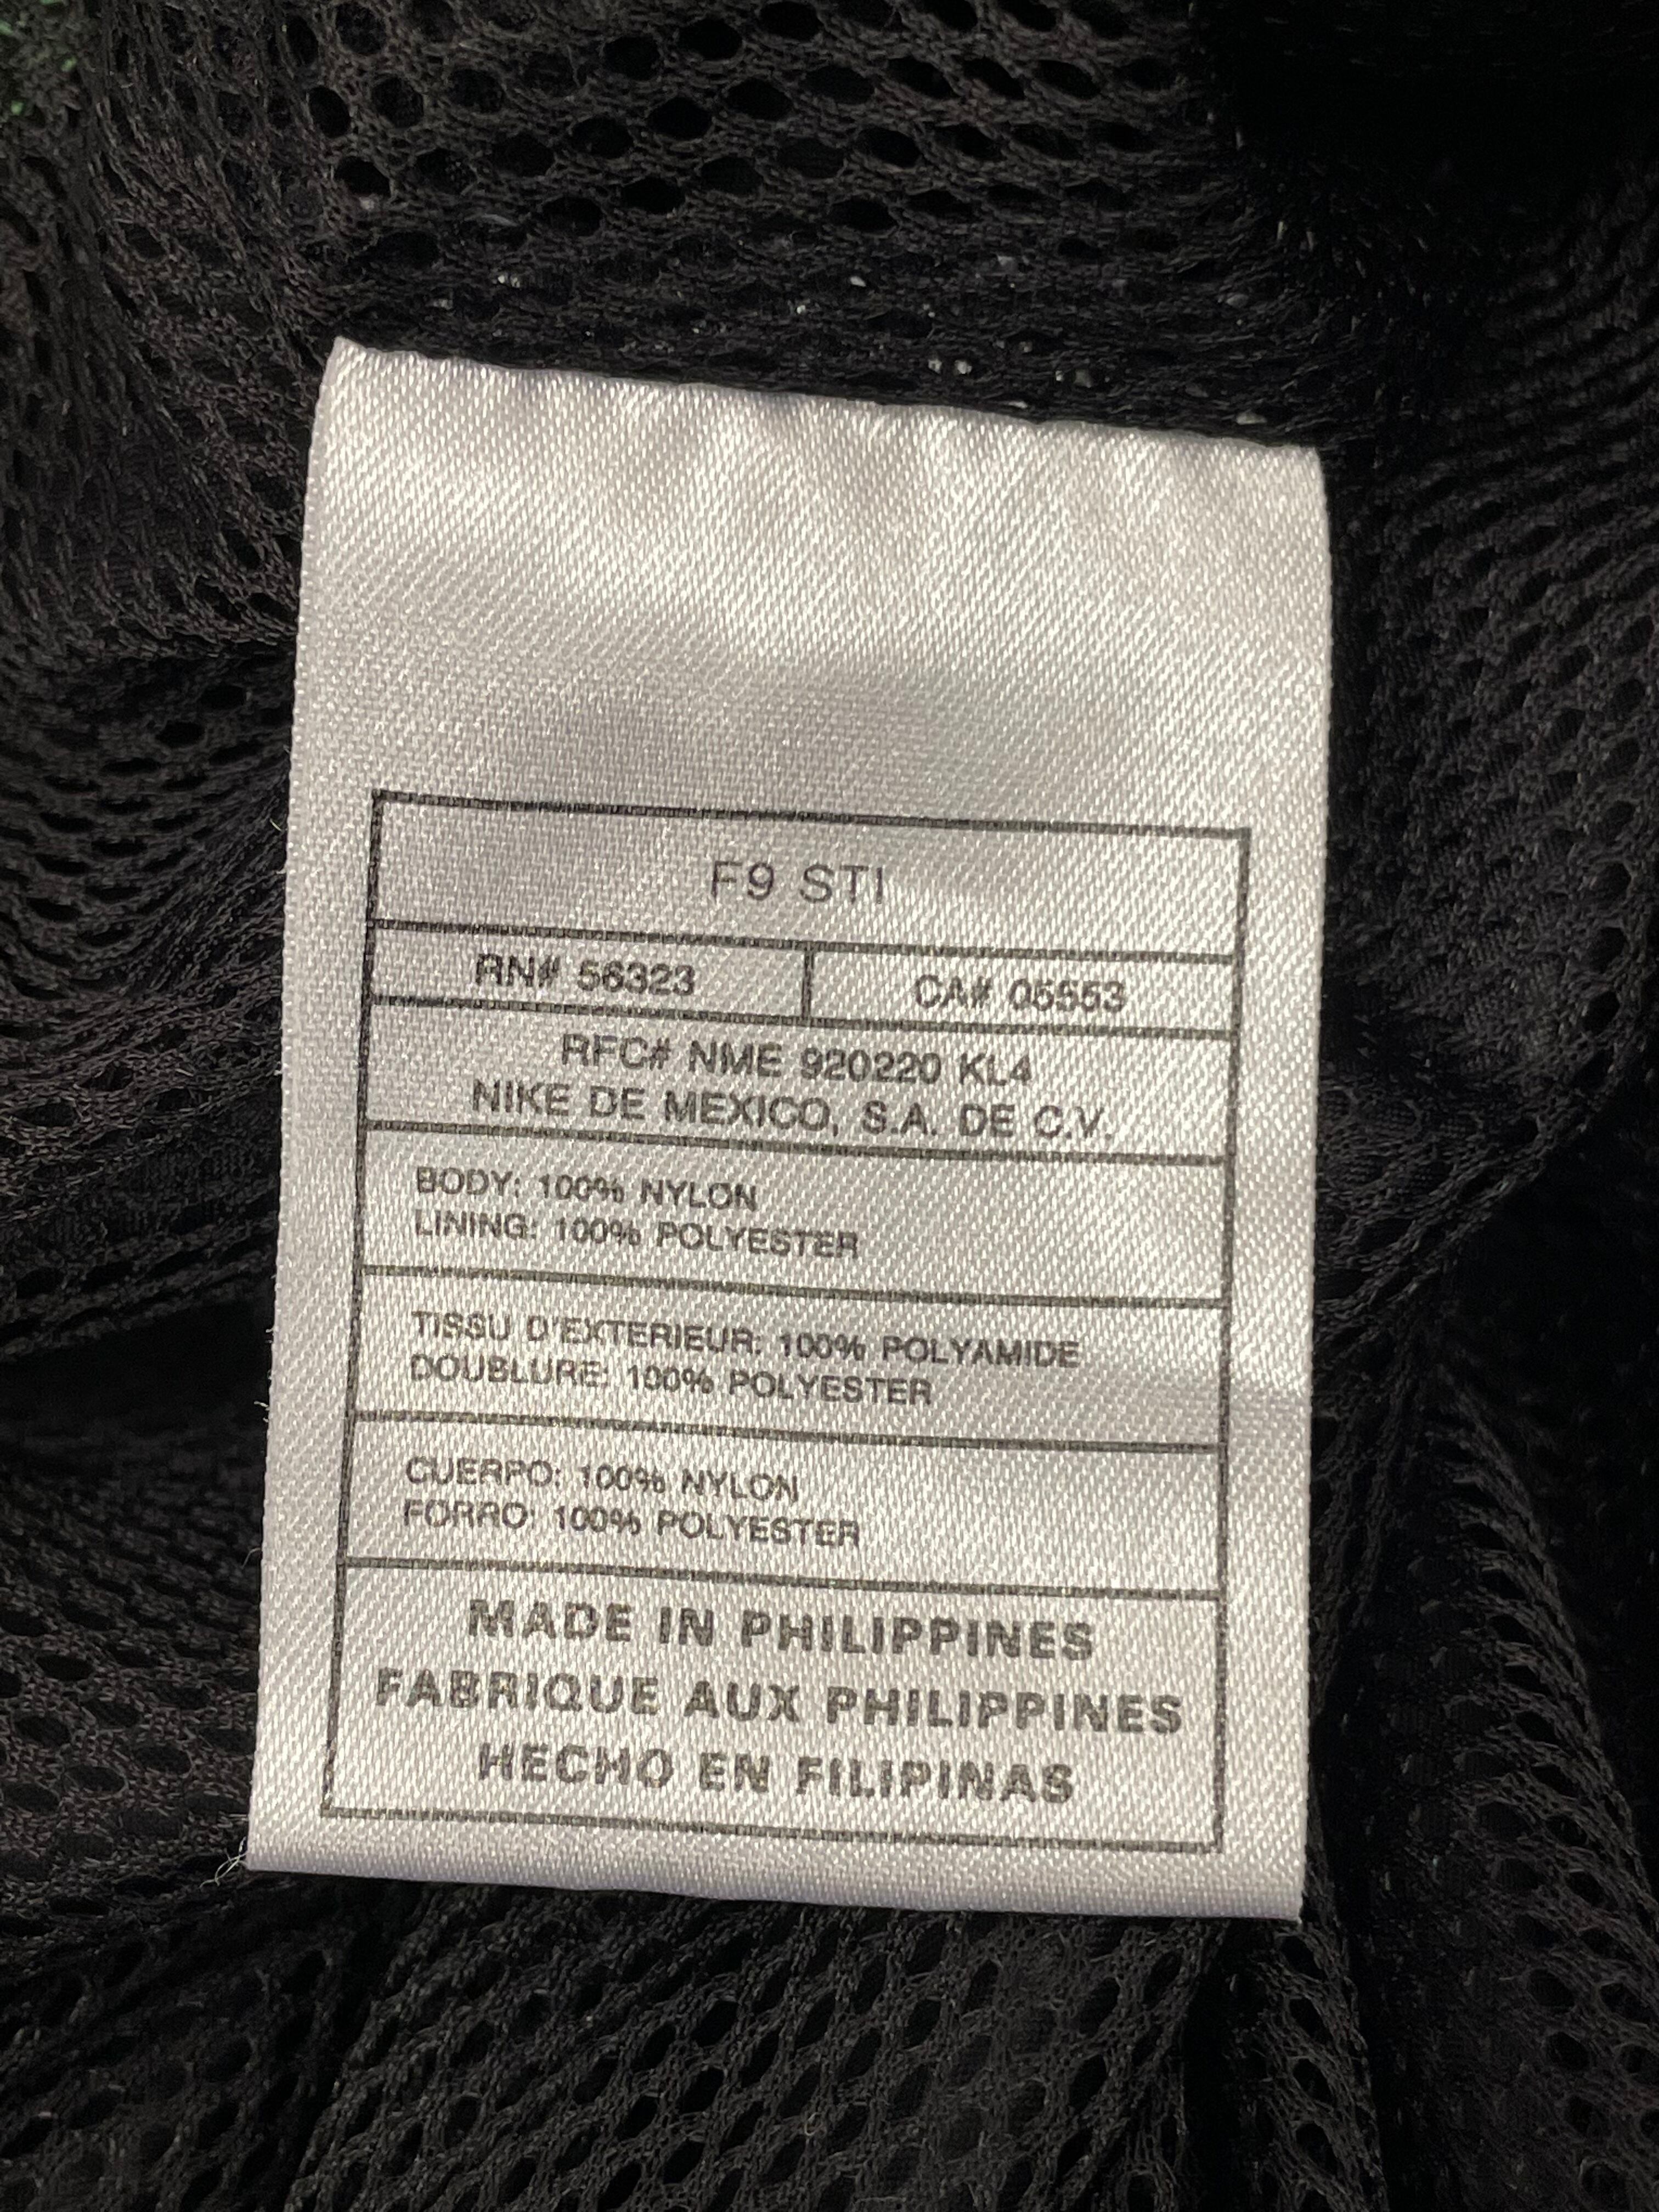 F9 STI
RN# 56323 CA# 05553
RFC# NME 920220 KL4
NIKE DE MEXICO, S.A. DE C.V.
BODY: 100% NYLON
LINING: 100% POLYESTER
TISSU D'EXTERIEUR: 100% POLYAMIDE
DOUBLURE: 100% POLYESTER
CUERPO: 100% NYLON
FORRO: 100% POLYESTER
MADE IN PHILIPPINES
FABRIQUE AUX PHILIPPINES
HECHO EN FILIPINAS